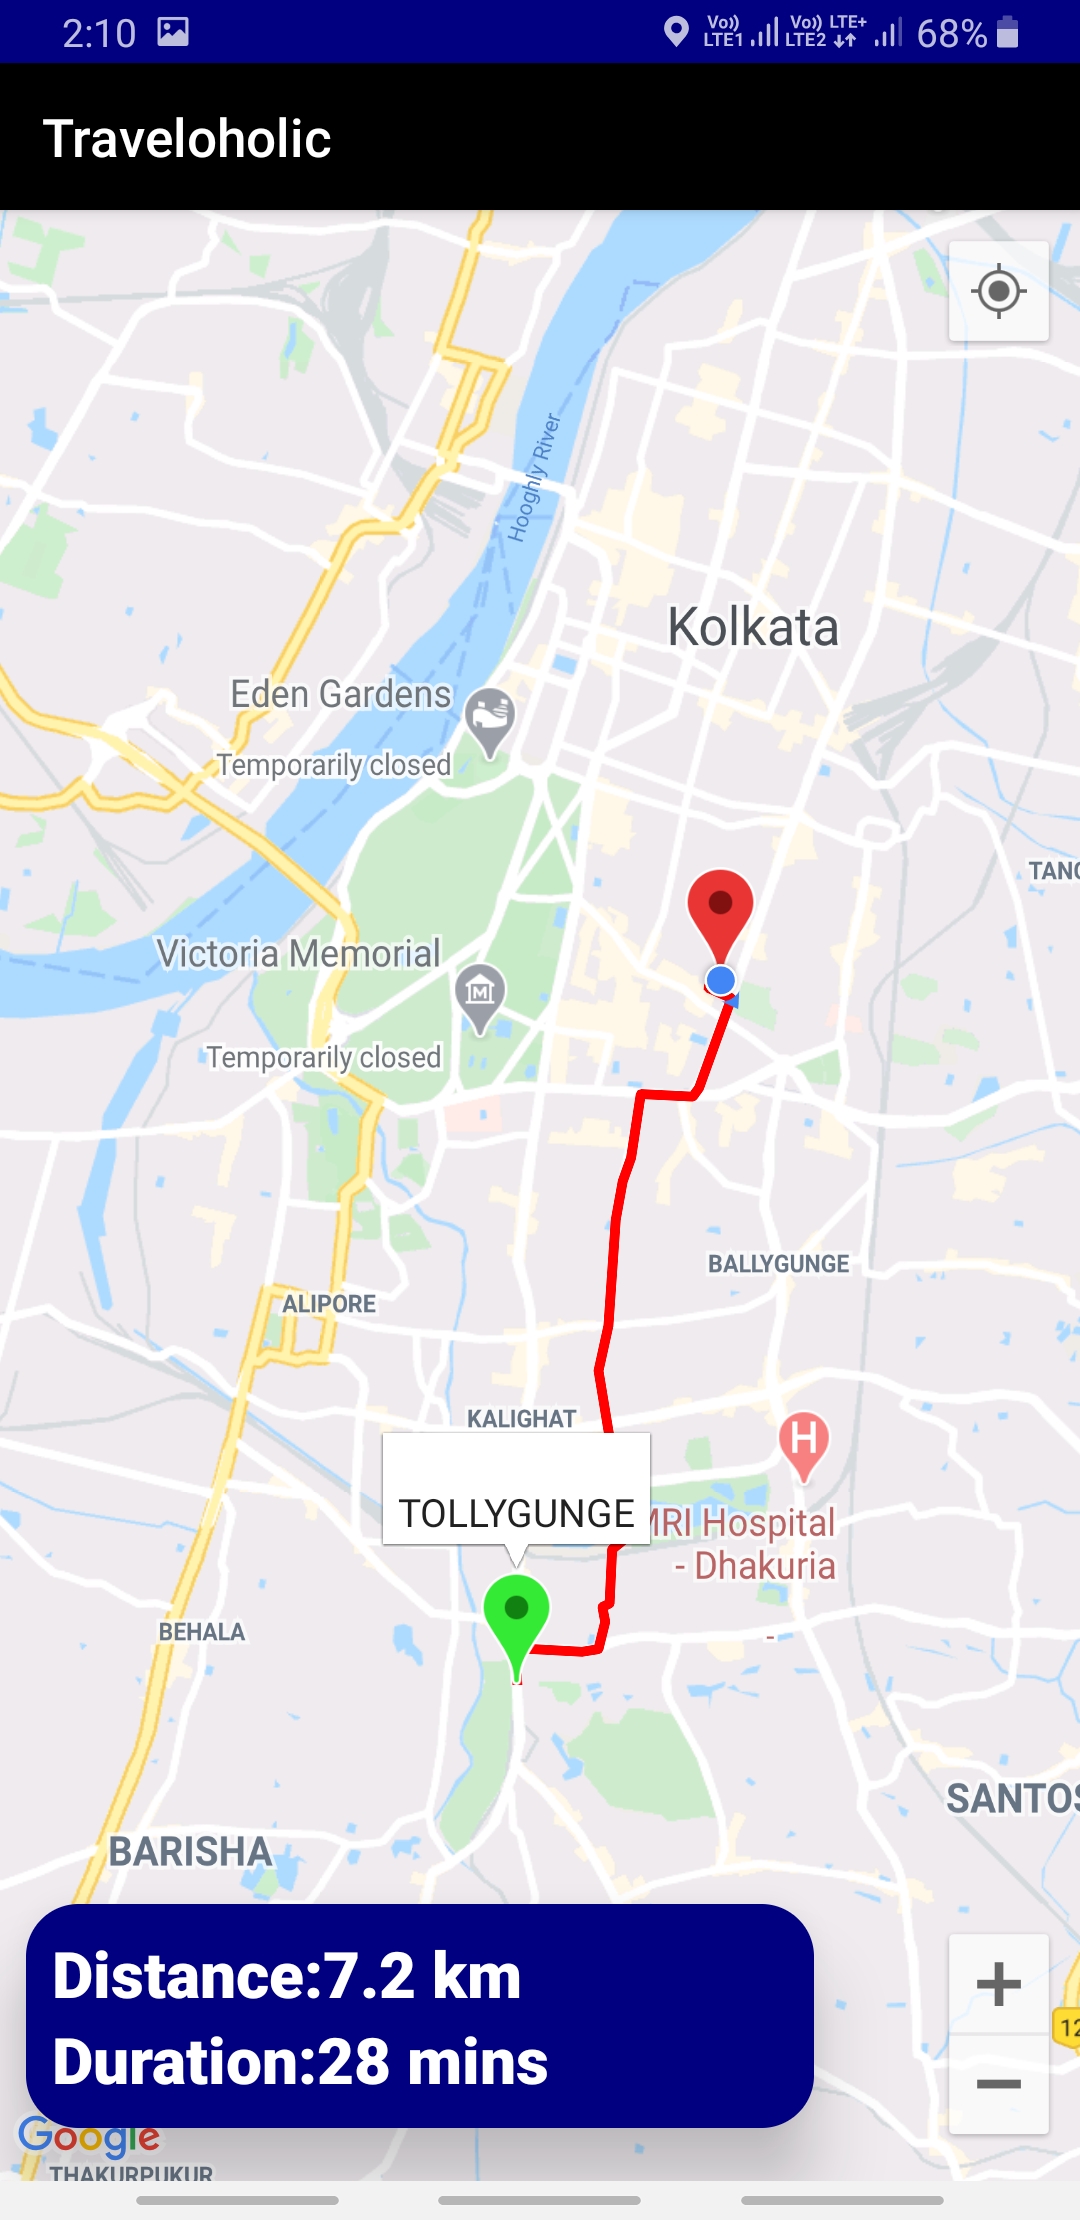 2:10
Vo)) LTE1 Vo)) LTE2 LTE+ 68%
Traveloholic
Hooghly River
Kolkata
Eden Gardens
Temporarily closed
TANG
Victoria Memorial
Temporarily closed
BALLYGUNGE
ALIPORE
KALIGHAT
H
TOLLYGUNGE
MRI Hospital
- Dhakuria
BEHALA
-
SANTOS
BARISHA
Distance:7.2 km
Duration:28 mins
12
Google
THAKURPUKUR